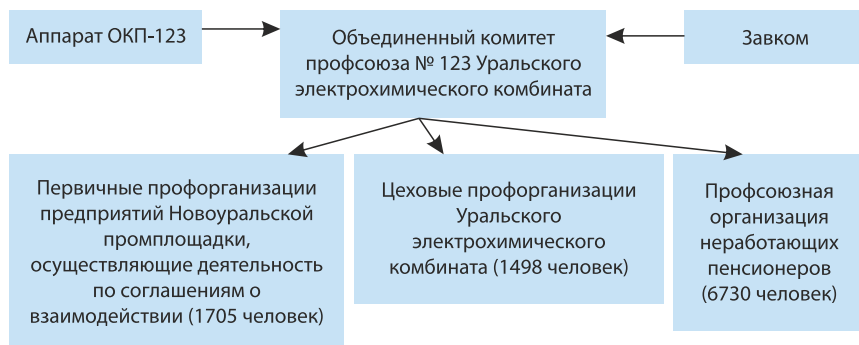 Аппарат ОКП-123
Объединенный комитет
профсоюза № 123 Уральского
электрохимического комбината
Завком
Первичные профорганизации
предприятий Новоуральской
промплощадки,
осуществляющие деятельность
по соглашениям о
взаимодействии (1705 человек)
Цеховые профорганизации
Уральского
электрохимического
комбината (1498 человек)
Профсоюзная
организация
неработающих
пенсионеров
(6730 человек)